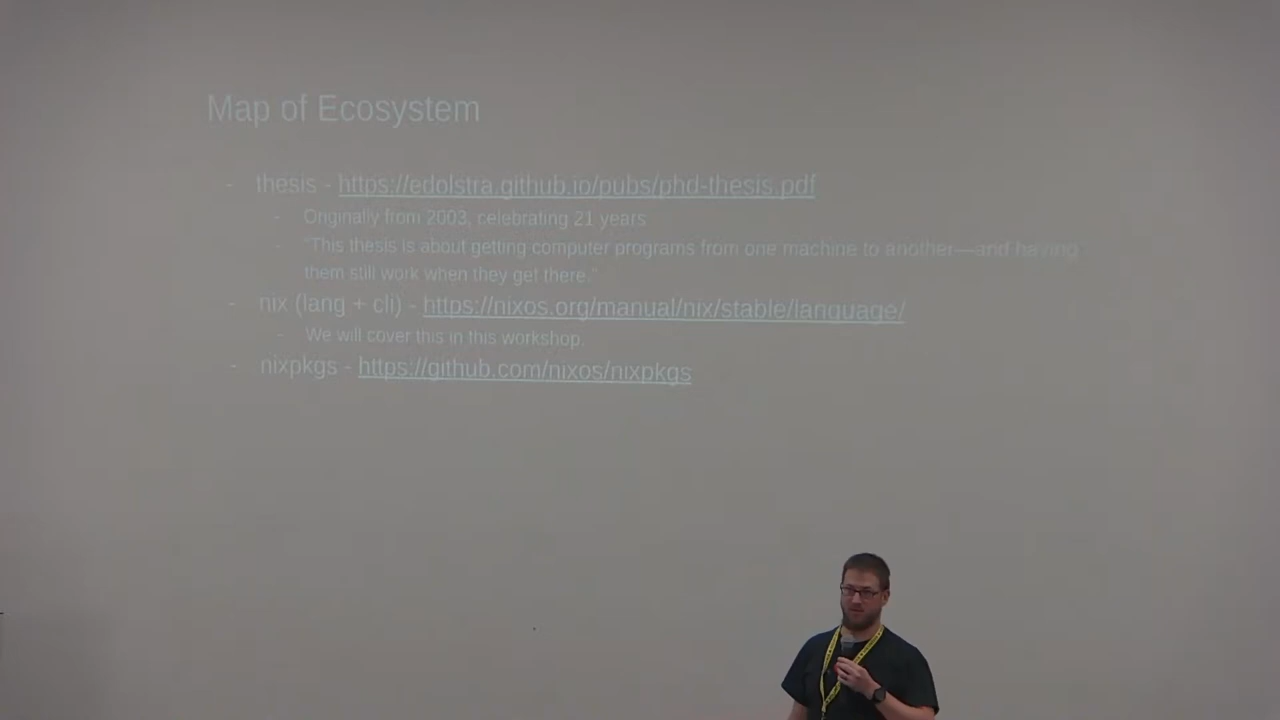 Map of Ecosystem
- thesis - https://edolstra.github.io/pubs/phd-thesis.pdf
- Originally from 2003, celebrating 21 years
- "This thesis is about getting computer programs from one machine to another—and having
them still work when they get there."
- nix (lang + cli) - https://nixos.org/manual/nix/stable/language/
- We will cover this in this workshop.
- nixpkgs - https://github.com/nixos/nixpkgs